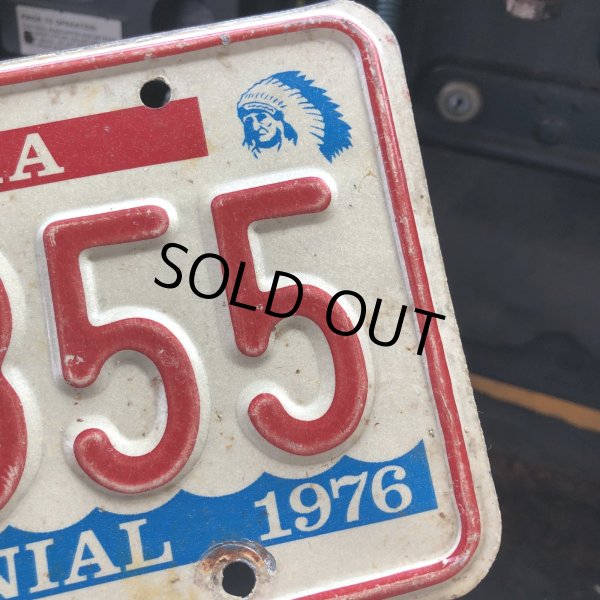 A
355
SOLD OUT
NIAL 1976